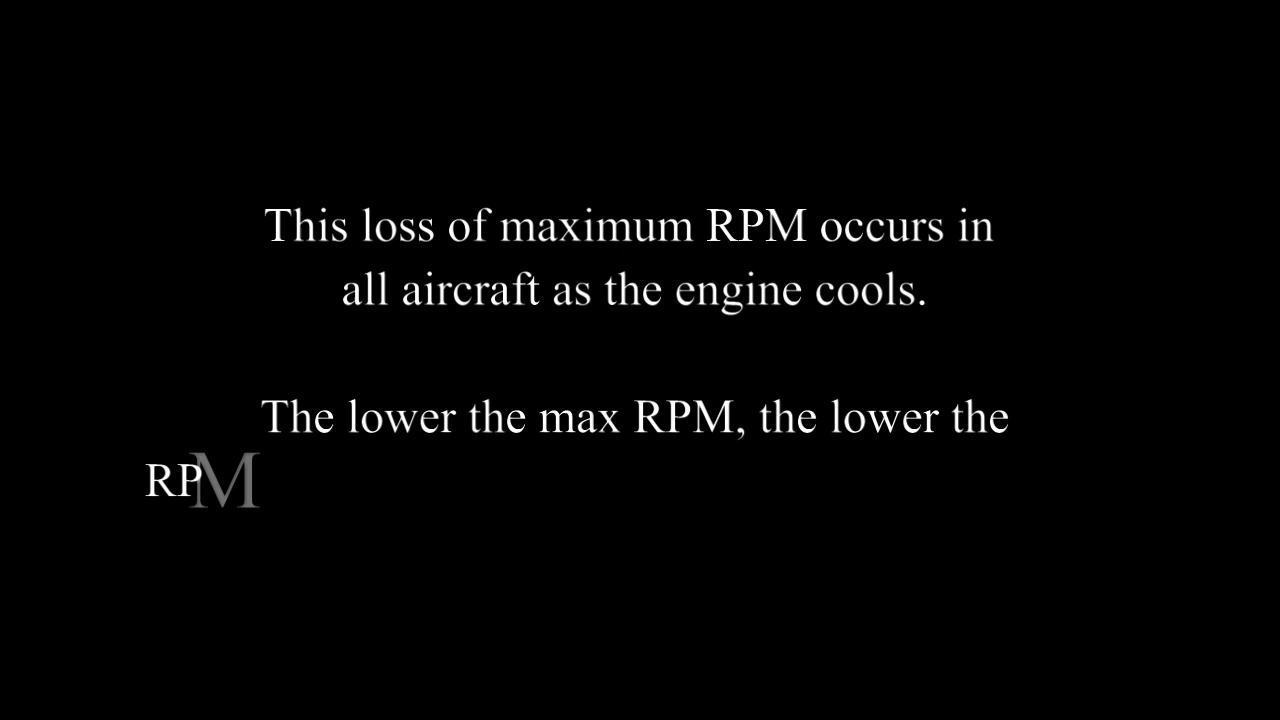 This loss of maximum RPM occurs in
all aircraft as the engine cools.
The lower the max RPM, the lower the
RPM